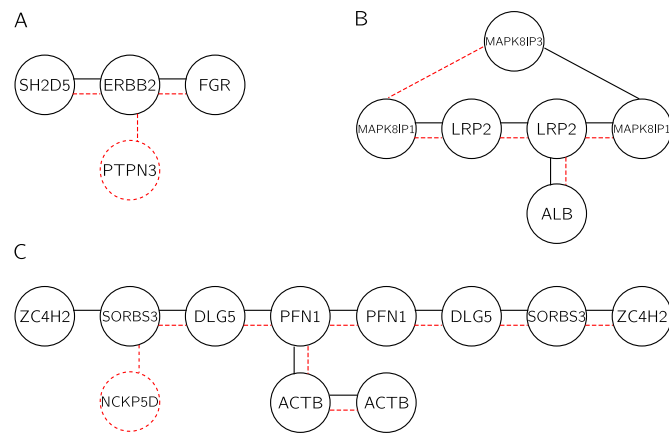 A
SH2D5 ERBB2 FGR
PTPN3
B
MAPK8IP3
MAPK8IP1 LRP2 LRP2 MAPK8IP1
ALB
C
ZC4H2 SORBS3 DLG5 PFN1 PFN1 DLG5 SORBS3 ZC4H2
NCKP5D ACTB ACTB